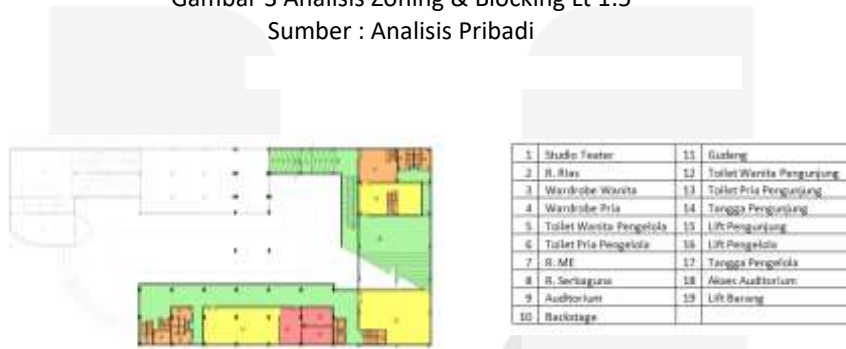 Gambar 3 Analisis Zoning & Blocking Lt 1.5
Sumber : Analisis Pribadi
1 Studio Teater 11 Gudang
2 R. Rias 12 Toilet Wanita Pengunjung
3 Wardrobe Wanita 13 Toilet Pria Pengunjung
4 Wardrobe Pria 14 Tangga Pengunjung
5 Toilet Wanita Pengelola 15 Lift Pengunjung
6 Toilet Pria Pengelola 16 Lift Pengelola
7 R. ME 17 Tangga Pengelola
8 R. Serbaguna 18 Akses Auditorium
9 Auditorium 19 Lift Barang
10 Backstage